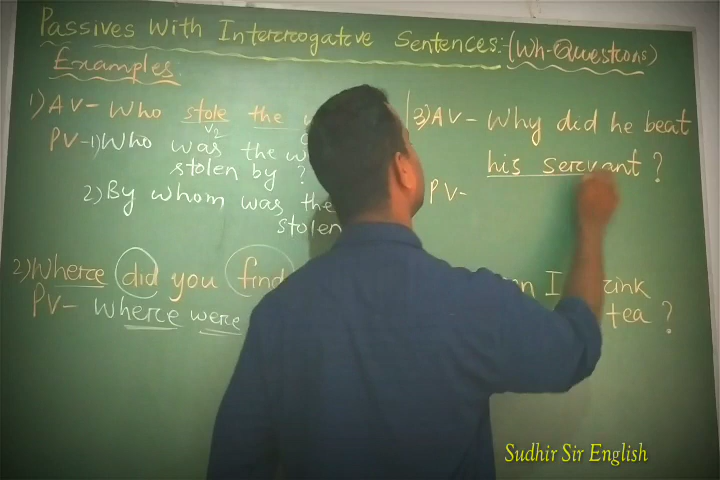 Passives With Interrogative Sentences:-(Wh-Questions)
Examples:
1) AV- Who stole the
PV-1) Who was the w
stolen by ?
2) By whom was the
stolen
2) Where did you find
PV- where were
3) AV- Why did he beat
his servant ?
PV-
I
tea ?
Sudhir Sir English